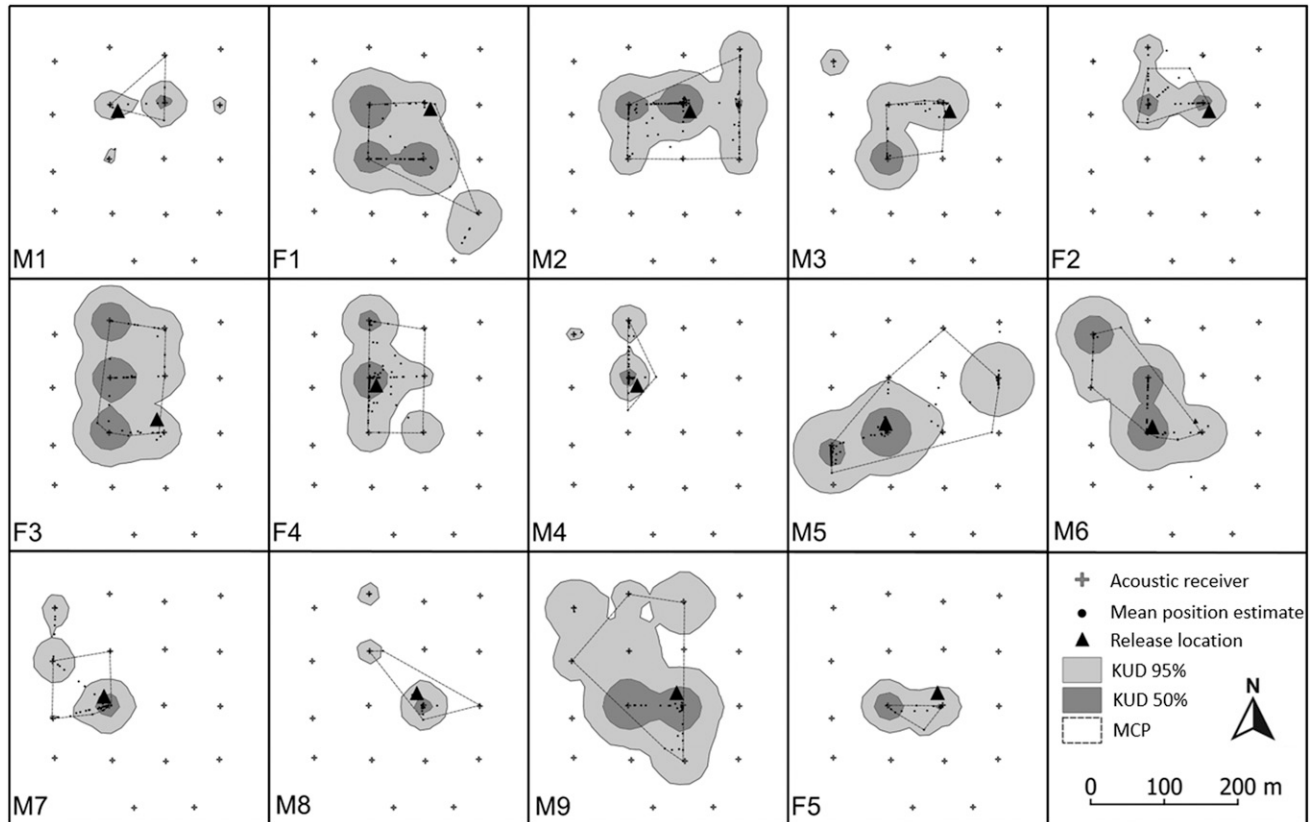 M1
F1
M2
M3
F2
F3
F4
M4
M5
M6
M7
M8
M9
F5
Acoustic receiver
Mean position estimate
Release location
KUD 95%
KUD 50%
MCP
N
0 100 200 m